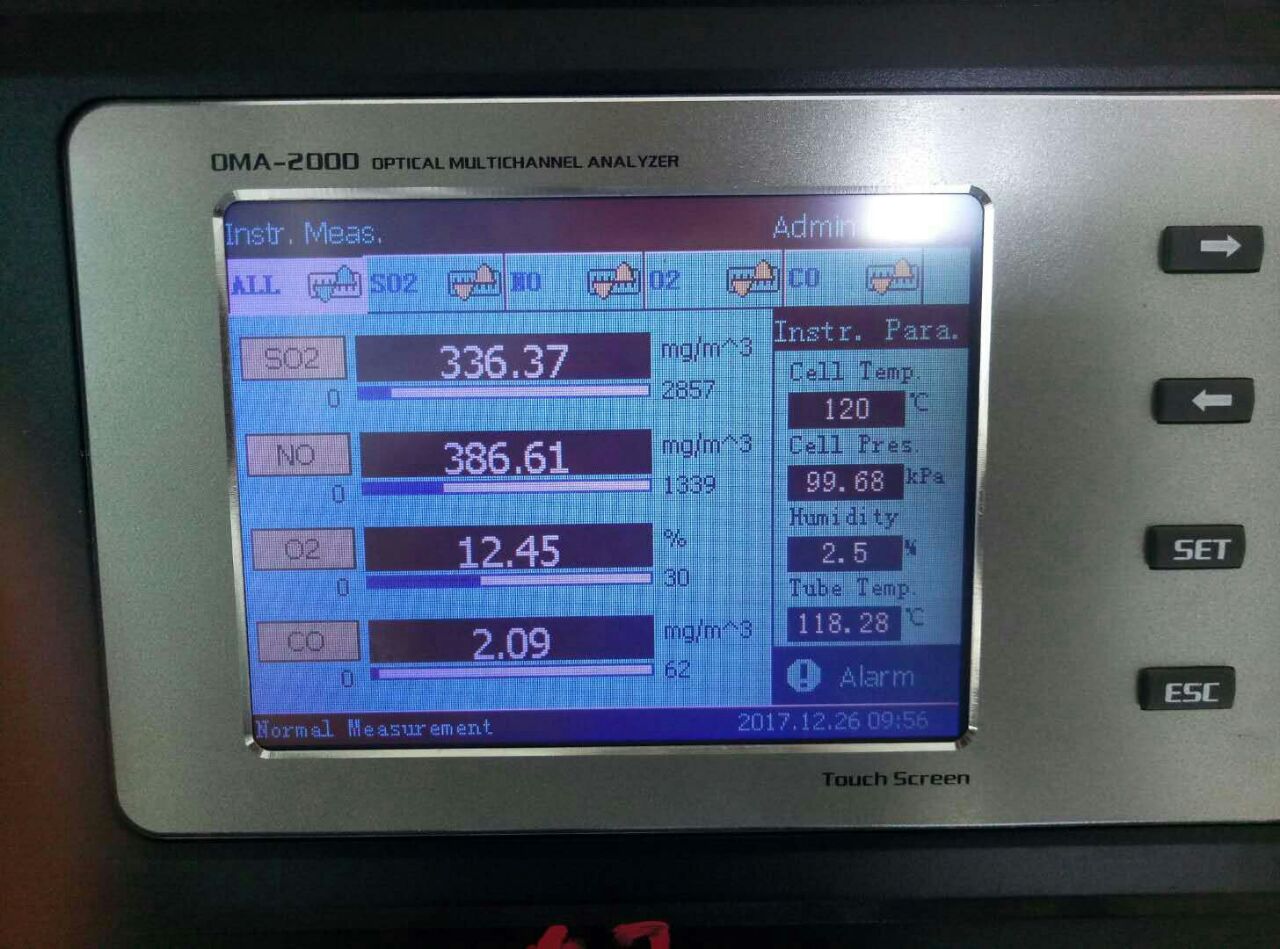 OMA-2000 OPTICAL MULTICHANNEL ANALYZER
Instr. Meas. Admin
ALL SO2 NO O2 CO
SO2 336.37 mg/m^3
0 2857
NO 386.61 mg/m^3
0 1339
O2 12.45 %
0 30
CO 2.09 mg/m^3
0 62
Instr. Para.
Cell Temp.
120 ℃
Cell Pres.
99.68 kPa
Humidity
2.5 %
Tube Temp.
118.28 ℃
Alarm
Normal Measurement 2017.12.26 09:56
Touch Screen
SET
ESC